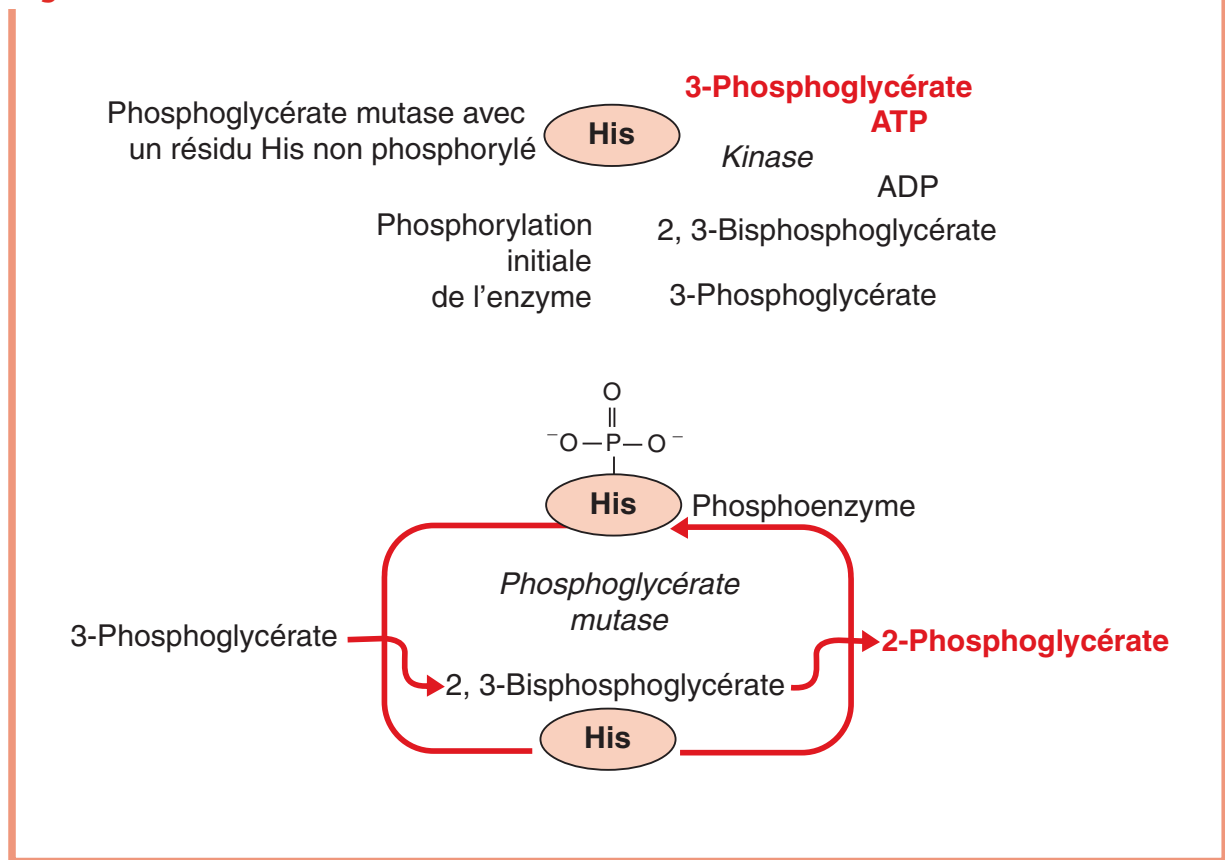 Phosphoglycérate mutase avec
un résidu His non phosphorylé
His
3-Phosphoglycérate
ATP
Kinase
ADP
Phosphorylation
initiale
de l'enzyme
2, 3-Bisphosphoglycérate
3-Phosphoglycérate
O
⁻O—P—O⁻
His
Phosphoenzyme
Phosphoglycérate
mutase
3-Phosphoglycérate
2-Phosphoglycérate
2, 3-Bisphosphoglycérate
His